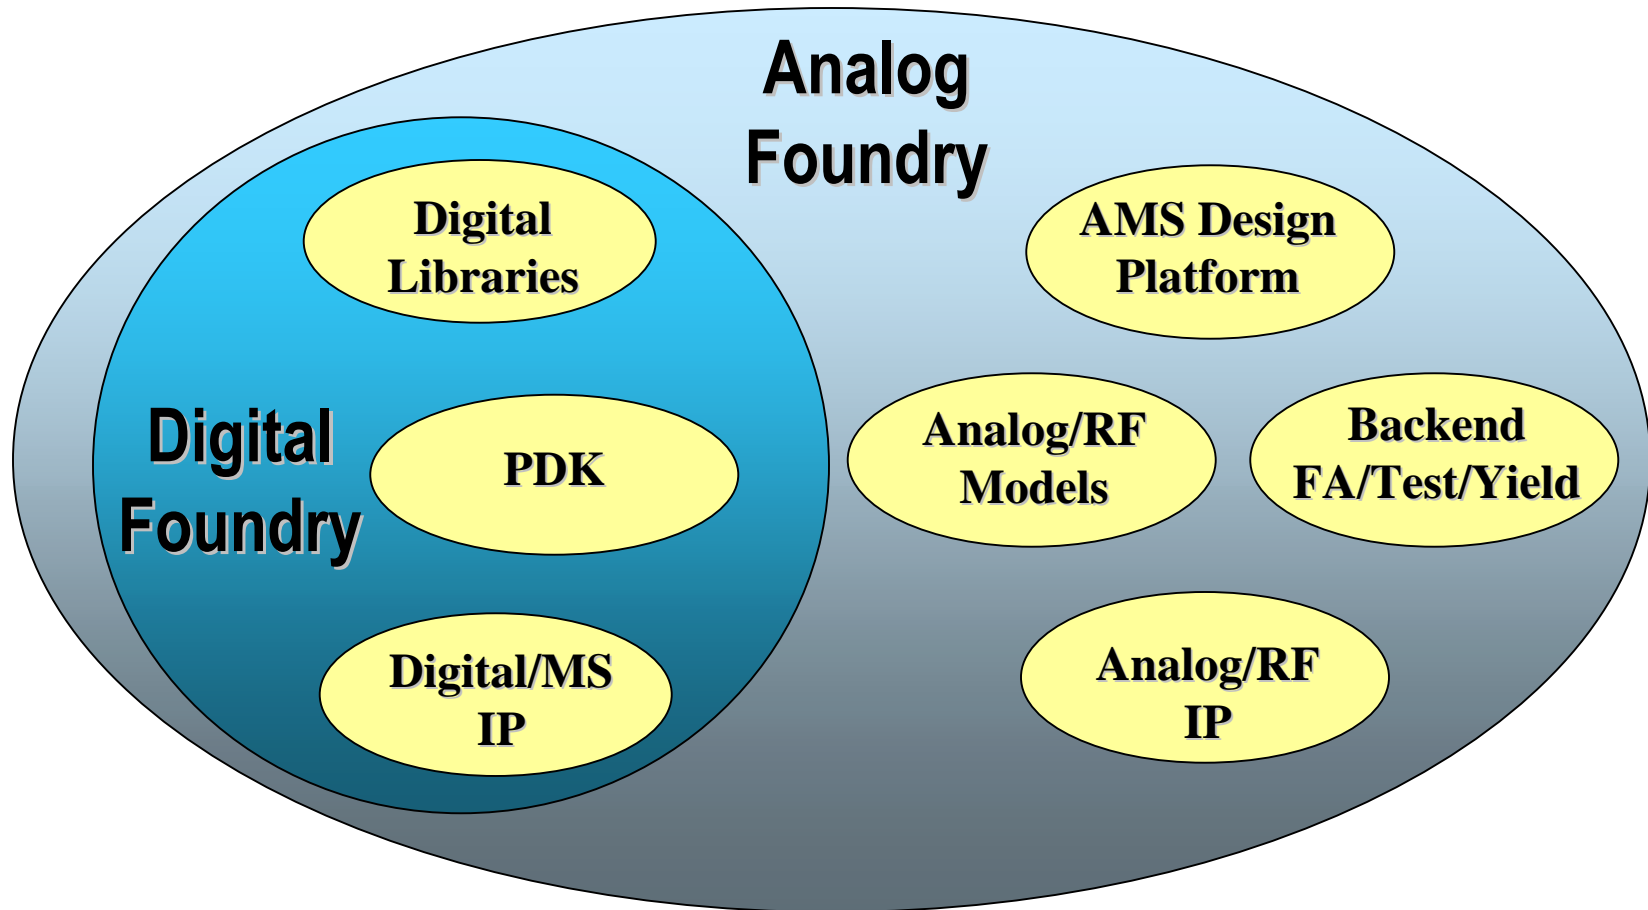 Analog
Foundry
Digital
Libraries
AMS Design
Platform
Digital
Foundry
PDK
Analog/RF
Models
Backend
FA/Test/Yield
Digital/MS
IP
Analog/RF
IP